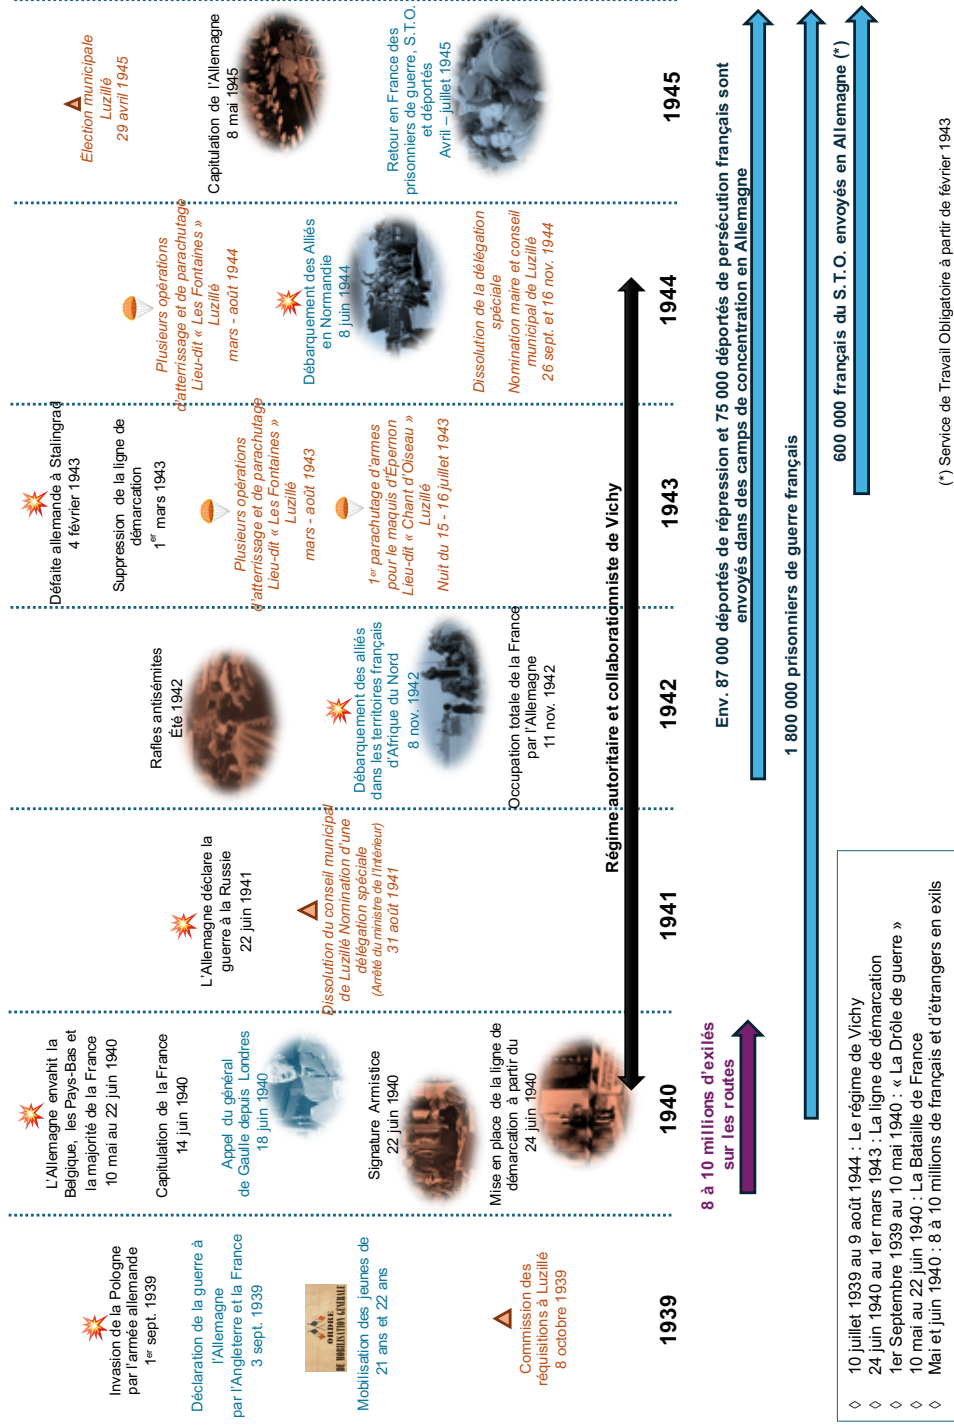 Invasion de la Pologne
par l'armée allemande
1er sept. 1939
Déclaration de la guerre à
l'Allemagne
par l'Angleterre et la France
3 sept. 1939
ORDRE
DE MOBILISATION GÉNÉRALE
Mobilisation des jeunes de
21 ans et 22 ans
Commission des
réquisitions à Luzillé
8 octobre 1939
1939
L'Allemagne envahit la
Belgique, les Pays-Bas et
la majorité de la France
10 mai au 22 juin 1940
Capitulation de la France
14 juin 1940
Appel du général
de Gaulle depuis Londres
18 juin 1940
Signature Armistice
22 juin 1940
Mise en place de la ligne de
démarcation à partir du
24 juin 1940
1940
L'Allemagne déclare la
guerre à la Russie
22 juin 1941
Dissolution du conseil municipal
de Luzillé Nomination d'une
délégation spéciale
(Arrêté du ministre de l'Intérieur)
31 août 1941
1941
Rafles antisémites
Été 1942
Débarquement des alliés
dans les territoires français
d'Afrique du Nord
8 nov. 1942
Occupation totale de la France
par l'Allemagne
11 nov. 1942
1942
Défaite allemande à Stalingrad
4 février 1943
Suppression de la ligne de
démarcation
1er mars 1943
Plusieurs opérations
d'atterrissage et de parachutage
Lieu-dit « Les Fontaines »
Luzillé
mars - août 1943
1er parachutage d'armes
pour le maquis d'Épernon
Lieu-dit « Chant d'Oiseau »
Luzillé
Nuit du 15 - 16 juillet 1943
1943
Plusieurs opérations
d'atterrissage et de parachutage
Lieu-dit « Les Fontaines »
Luzillé
mars - août 1944
Débarquement des Alliés
en Normandie
8 juin 1944
Dissolution de la délégation
spéciale
Nomination maire et conseil
municipal de Luzillé
26 sept. et 16 nov. 1944
1944
Élection municipale
Luzillé
29 avril 1945
Capitulation de l'Allemagne
8 mai 1945
Retour en France des
prisonniers de guerre, S.T.O.
et déportés
Avril – juillet 1945
1945
Régime autoritaire et collaborationniste de Vichy
8 à 10 millions d'exilés
sur les routes
Env. 87 000 déportés de répression et 75 000 déportés de persécution français sont
envoyés dans des camps de concentration en Allemagne
1 800 000 prisonniers de guerre français
600 000 français du S.T.O. envoyés en Allemagne (*)
◊ 10 juillet 1939 au 9 août 1944 : Le régime de Vichy
◊ 24 juin 1940 au 1er mars 1943 : La ligne de démarcation
◊ 1er Septembre 1939 au 10 mai 1940 : « La Drôle de guerre »
◊ 10 mai au 22 juin 1940 : La Bataille de France
◊ Mai et juin 1940 : 8 à 10 millions de français et d'étrangers en exils
(*) Service de Travail Obligatoire à partir de février 1943